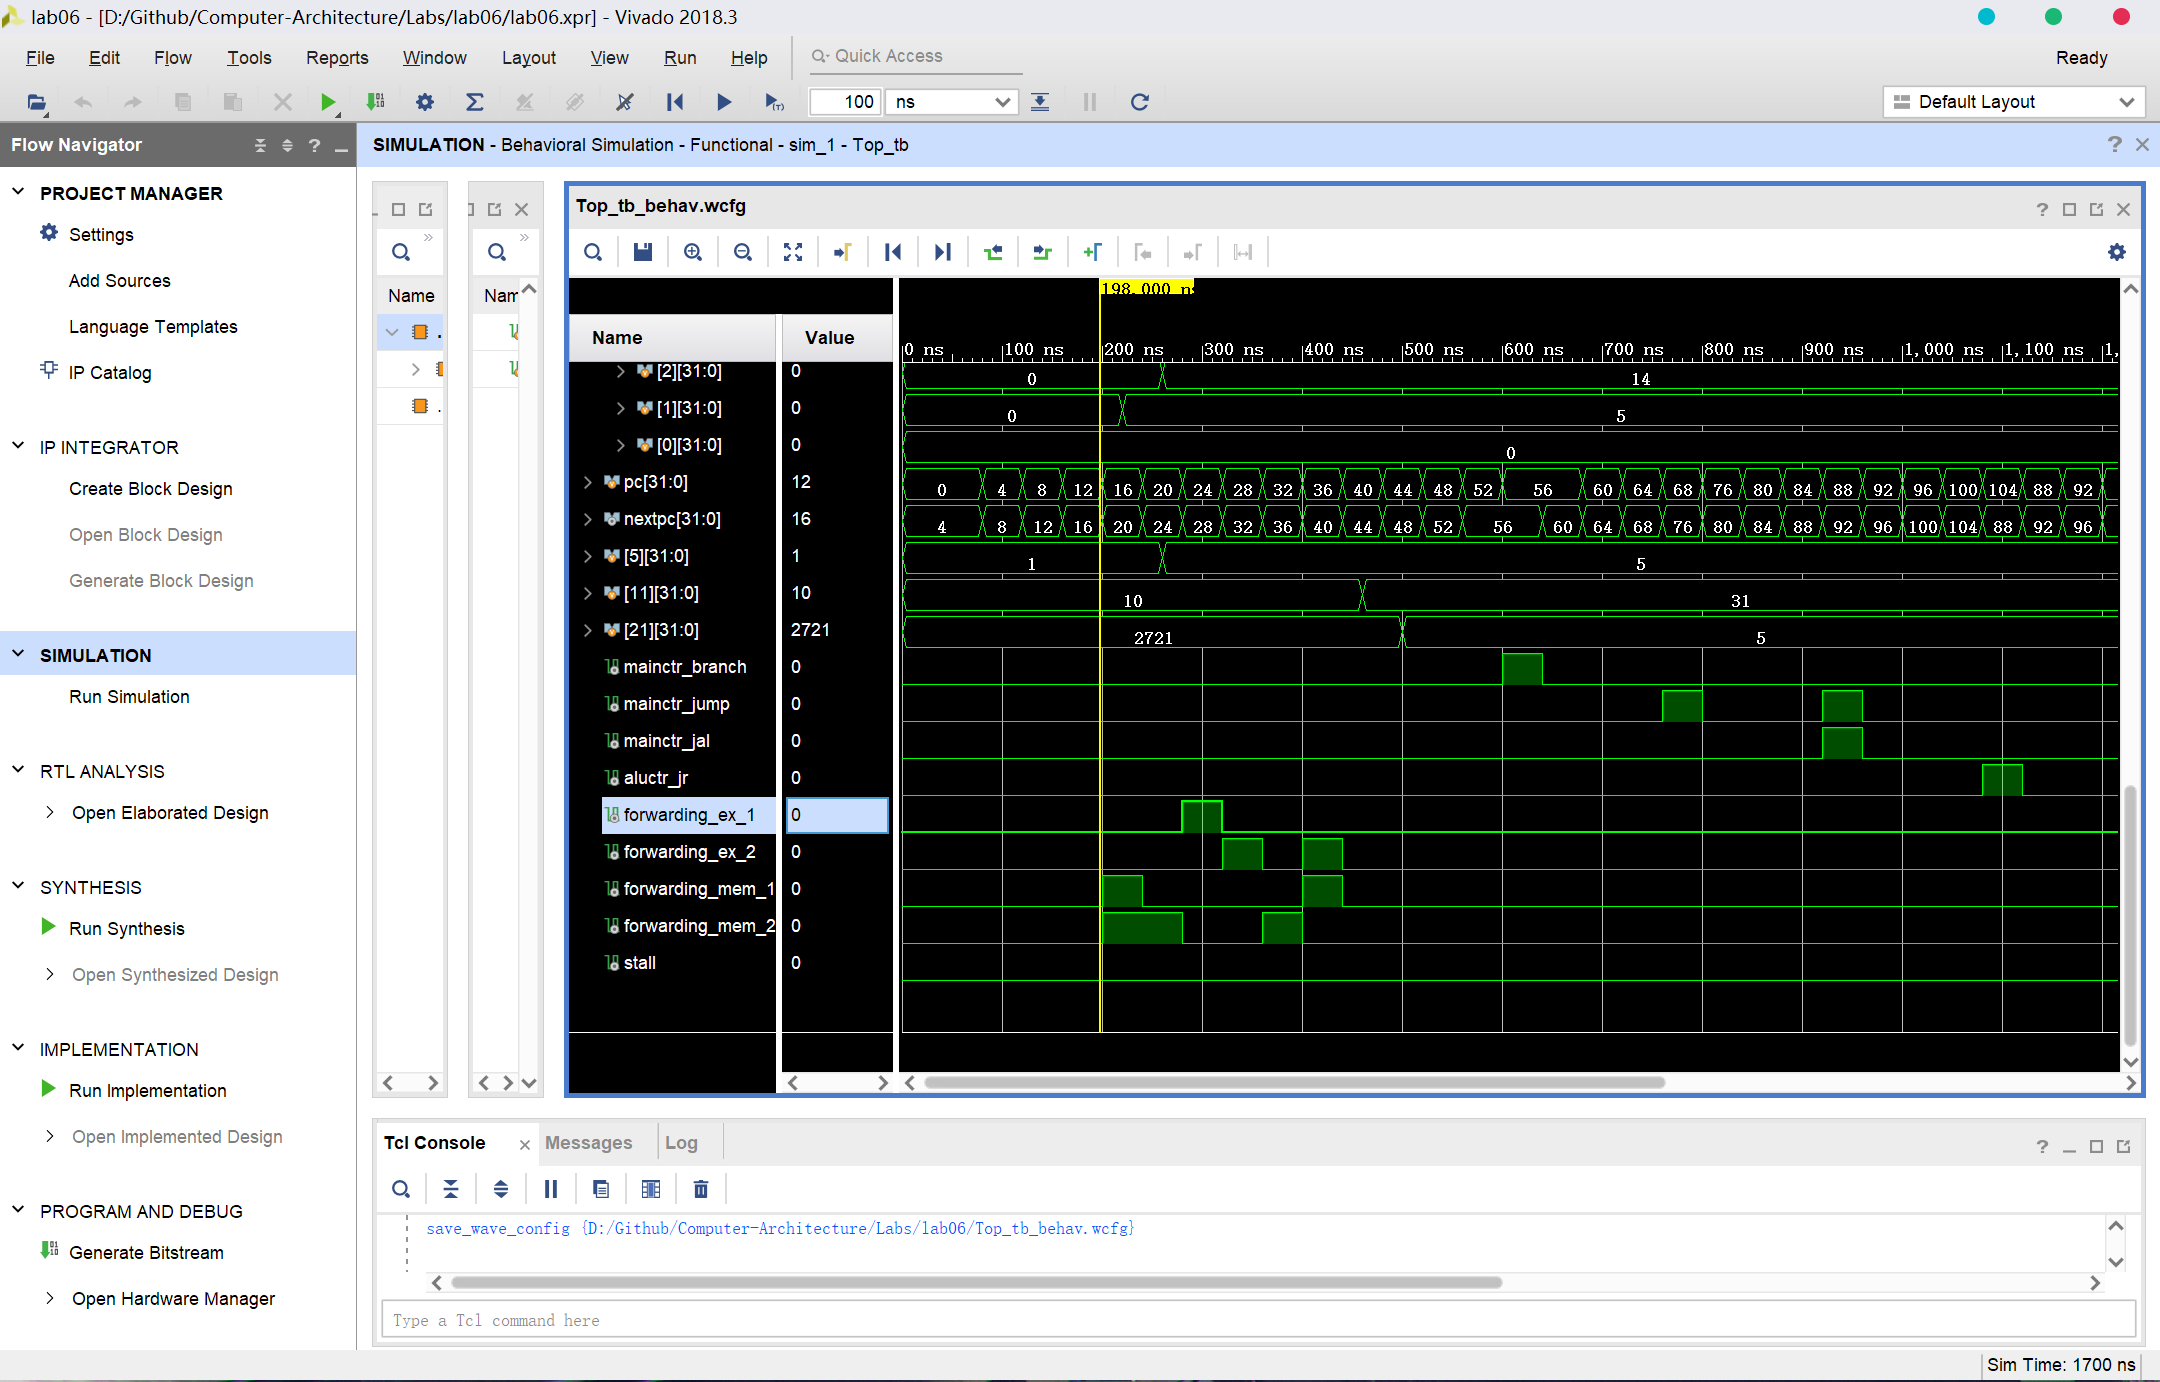 lab06 - [D:/Github/Computer-Architecture/Labs/lab06/lab06.xpr] - Vivado 2018.3
File Edit Flow Tools Reports Window Layout View Run Help Quick Access Ready
100 ns Default Layout
Flow Navigator
PROJECT MANAGER
Settings
Add Sources
Language Templates
IP Catalog
IP INTEGRATOR
Create Block Design
Open Block Design
Generate Block Design
SIMULATION
Run Simulation
RTL ANALYSIS
Open Elaborated Design
SYNTHESIS
Run Synthesis
Open Synthesized Design
IMPLEMENTATION
Run Implementation
Open Implemented Design
PROGRAM AND DEBUG
Generate Bitstream
Open Hardware Manager
SIMULATION - Behavioral Simulation - Functional - sim_1 - Top_tb
Name
Nam
Top_tb_behav.wcfg
198.000 ns
Name Value
0 ns 100 ns 200 ns 300 ns 400 ns 500 ns 600 ns 700 ns 800 ns 900 ns 1,000 ns 1,100 ns 1,
[2][31:0] 0 0 14
[1][31:0] 0 0 5
[0][31:0] 0 0
pc[31:0] 12 0 4 8 12 16 20 24 28 32 36 40 44 48 52 56 60 64 68 76 80 84 88 92 96 100 104 88 92
nextpc[31:0] 16 4 8 12 16 20 24 28 32 36 40 44 48 52 56 60 64 68 76 80 84 88 92 96 100 104 88 92 96
[5][31:0] 1 1 5
[11][31:0] 10 10 31
[21][31:0] 2721 2721 5
mainctr_branch 0
mainctr_jump 0
mainctr_jal 0
aluctr_jr 0
forwarding_ex_1 0
forwarding_ex_2 0
forwarding_mem_1 0
forwarding_mem_2 0
stall 0
Tcl Console Messages Log
save_wave_config {D:/Github/Computer-Architecture/Labs/lab06/Top_tb_behav.wcfg}
Type a Tcl command here
Sim Time: 1700 ns